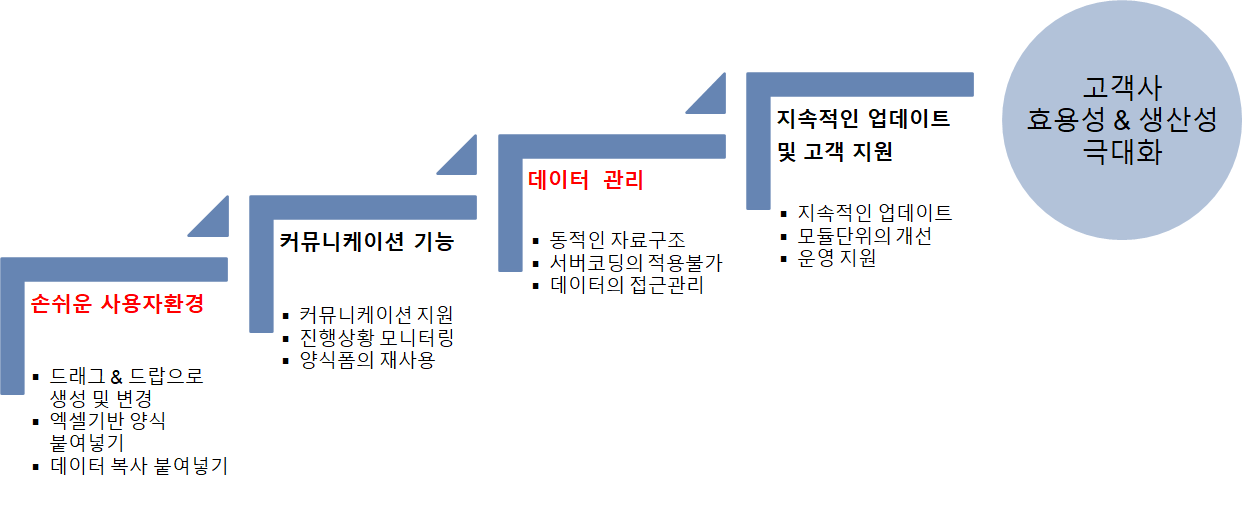 손쉬운 사용자환경
▪ 드래그 & 드랍으로
생성 및 변경
▪ 엑셀기반 양식
붙여넣기
▪ 데이터 복사 붙여넣기
커뮤니케이션 기능
▪ 커뮤니케이션 지원
▪ 진행상황 모니터링
▪ 양식폼의 재사용
데이터 관리
▪ 동적인 자료구조
▪ 서버코딩의 적용불가
▪ 데이터의 접근관리
지속적인 업데이트
및 고객 지원
▪ 지속적인 업데이트
▪ 모듈단위의 개선
▪ 운영 지원
고객사
효용성 & 생산성
극대화